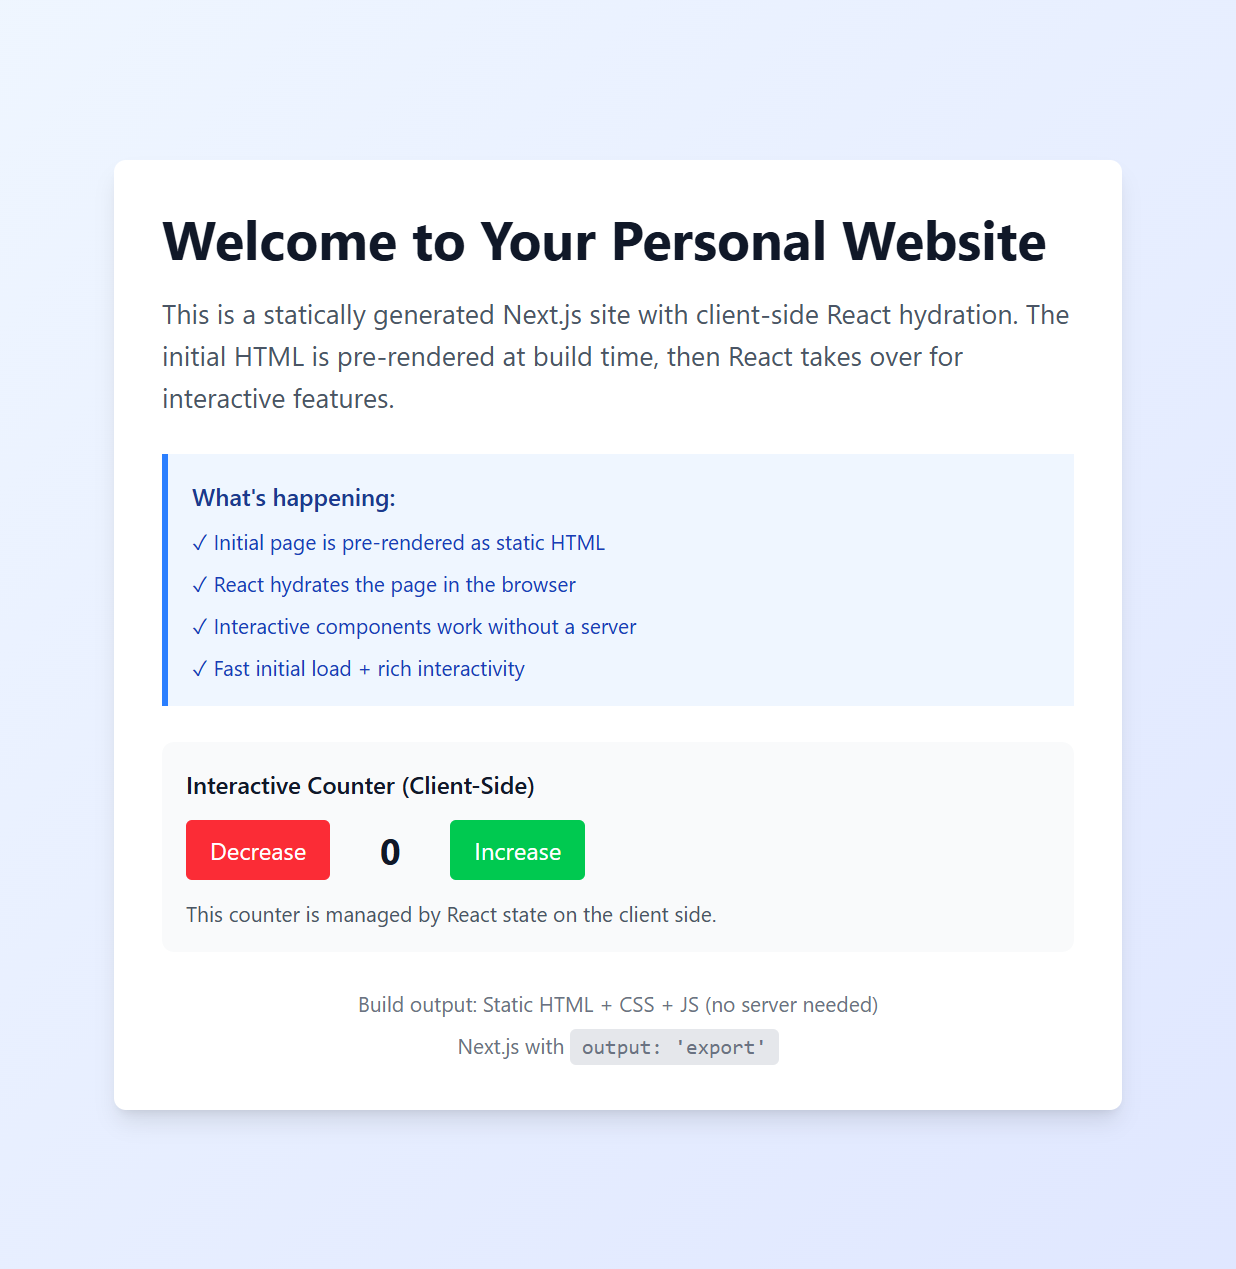 Welcome to Your Personal Website
This is a statically generated Next.js site with client-side React hydration. The
initial HTML is pre-rendered at build time, then React takes over for
interactive features.
What's happening:
✓ Initial page is pre-rendered as static HTML
✓ React hydrates the page in the browser
✓ Interactive components work without a server
✓ Fast initial load + rich interactivity
Interactive Counter (Client-Side)
Decrease 0 Increase
This counter is managed by React state on the client side.
Build output: Static HTML + CSS + JS (no server needed)
Next.js with output: 'export'